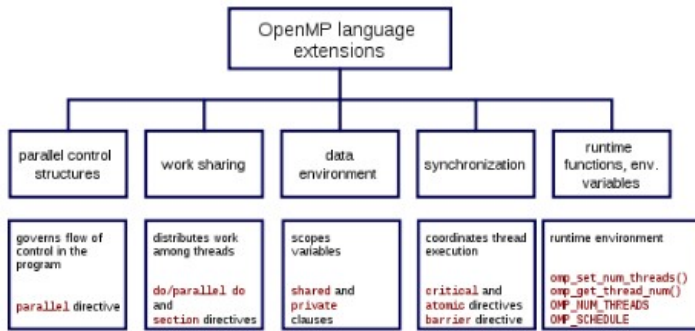 OpenMP language
extensions
parallel control
structures
work sharing
data
environment
synchronization
runtime
functions, env.
variables
governs flow of
control in the
program
parallel directive
distributes work
among threads
do/parallel do
and
section directives
scopes
variables
shared and
private
clauses
coordinates thread
execution
critical and
atomic directives
barrier directive
runtime environment
omp_set_num_threads()
omp_get_thread_num()
OMP_NUM_THREADS
OMP_SCHEDULE